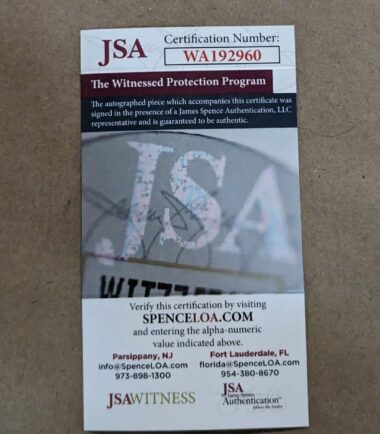 JSA
Certification Number:
WA192960
The Witnessed Protection Program
The autographed piece which accompanies this certificate was
signed in the presence of a James Spence Authentication, LLC
representative and is guaranteed to be authentic.
JSA
Verify this certification by visiting
SPENCELOA.COM
and entering the alpha-numeric
value indicated above.
Parsippany, NJ
info@SpenceLOA.com
973-898-1300
Fort Lauderdale, FL
florida@SpenceLOA.com
954-380-8670
JSAWITNESS
JSA
James Spence
Authentication